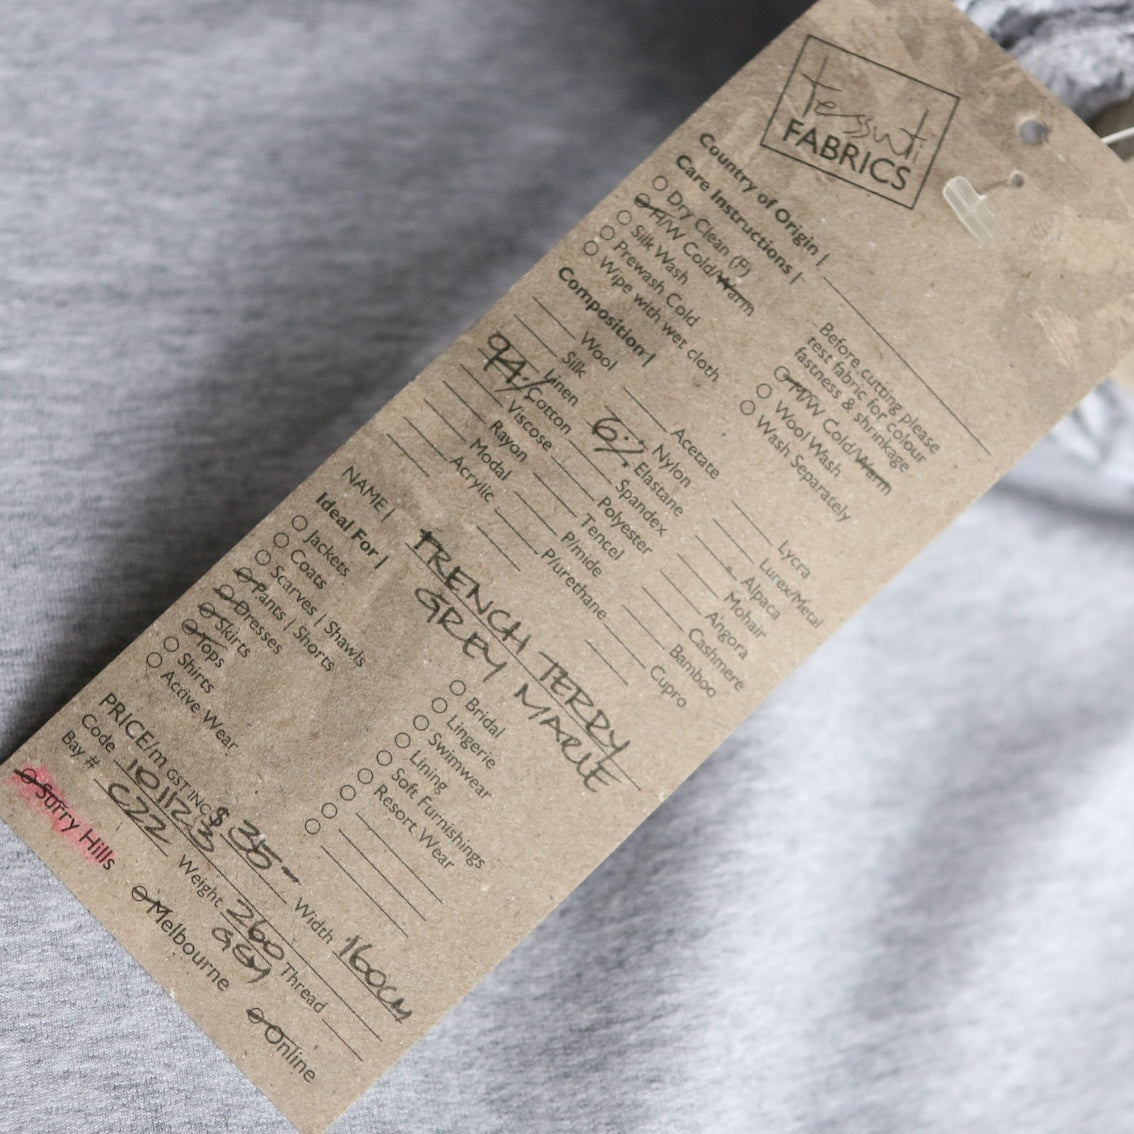 Tessuti
FABRICS
Country of Origin |
Care Instructions |
Dry Clean (P)
H/W Cold/Warm
Silk Wash
Prewash Cold
Wipe with wet cloth
Before cutting please
test fabric for colour
fastness & shrinkage
M/W Cold/Warm
Wool Wash
Wash Separately
Composition |
Wool
Silk
Linen
94% Cotton
Viscose
Rayon
Modal
Acrylic
Acetate
Nylon
6% Elastane
Spandex
Polyester
Tencel
P/mide
P/urethane
Lycra
Lurex/Metal
Alpaca
Mohair
Angora
Cashmere
Bamboo
Cupro
NAME | FRENCH TERRY
GREY MARLE
Ideal For |
Jackets
Coats
Scarves | Shawls
Pants | Shorts
Dresses
Skirts
Tops
Shirts
Active Wear
Bridal
Lingerie
Swimwear
Lining
Soft Furnishings
Resort Wear
PRICE/m GST INC $35-
Code 101123 Width 160cm
Bay # C22 Weight 260 GSM Thread
Surry Hills Melbourne Online